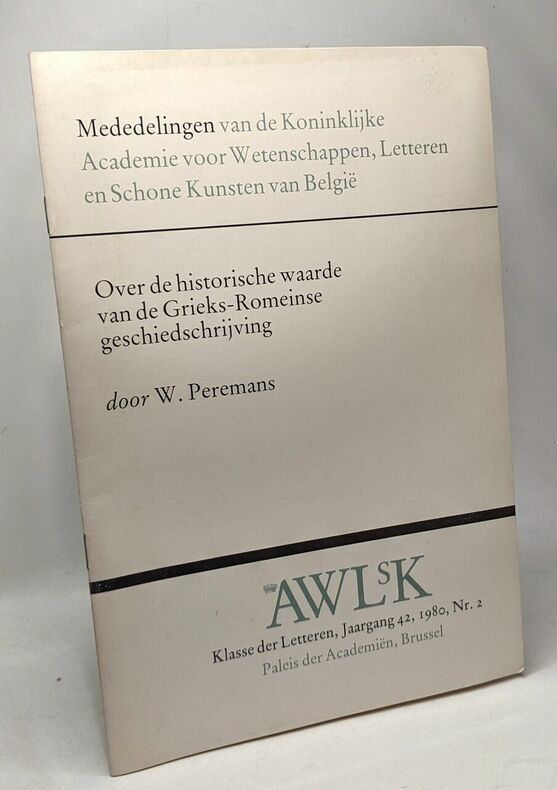 Mededelingen van de Koninklijke
Academie voor Wetenschappen, Letteren
en Schone Kunsten van België
Over de historische waarde
van de Grieks-Romeinse
geschiedschrijving
door W. Peremans
AWLsK
Klasse der Letteren, Jaargang 42, 1980, Nr. 2
Paleis der Academiën, Brussel